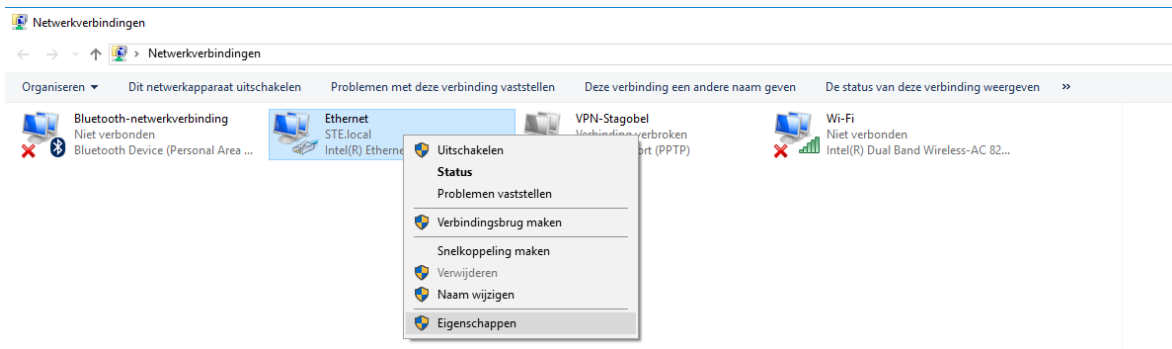 Netwerkverbindingen
Netwerkverbindingen
Organiseren Dit netwerkapparaat uitschakelen Problemen met deze verbinding vaststellen Deze verbinding een andere naam geven De status van deze verbinding weergeven »
Bluetooth-netwerkverbinding
Niet verbonden
Bluetooth Device (Personal Area ...
Ethernet
STE.local
Intel(R) Etherne
VPN-Stagobel
Verbinding verbroken
ort (PPTP)
Wi-Fi
Niet verbonden
Intel(R) Dual Band Wireless-AC 82...
Uitschakelen
Status
Problemen vaststellen
Verbindingsbrug maken
Snelkoppeling maken
Verwijderen
Naam wijzigen
Eigenschappen